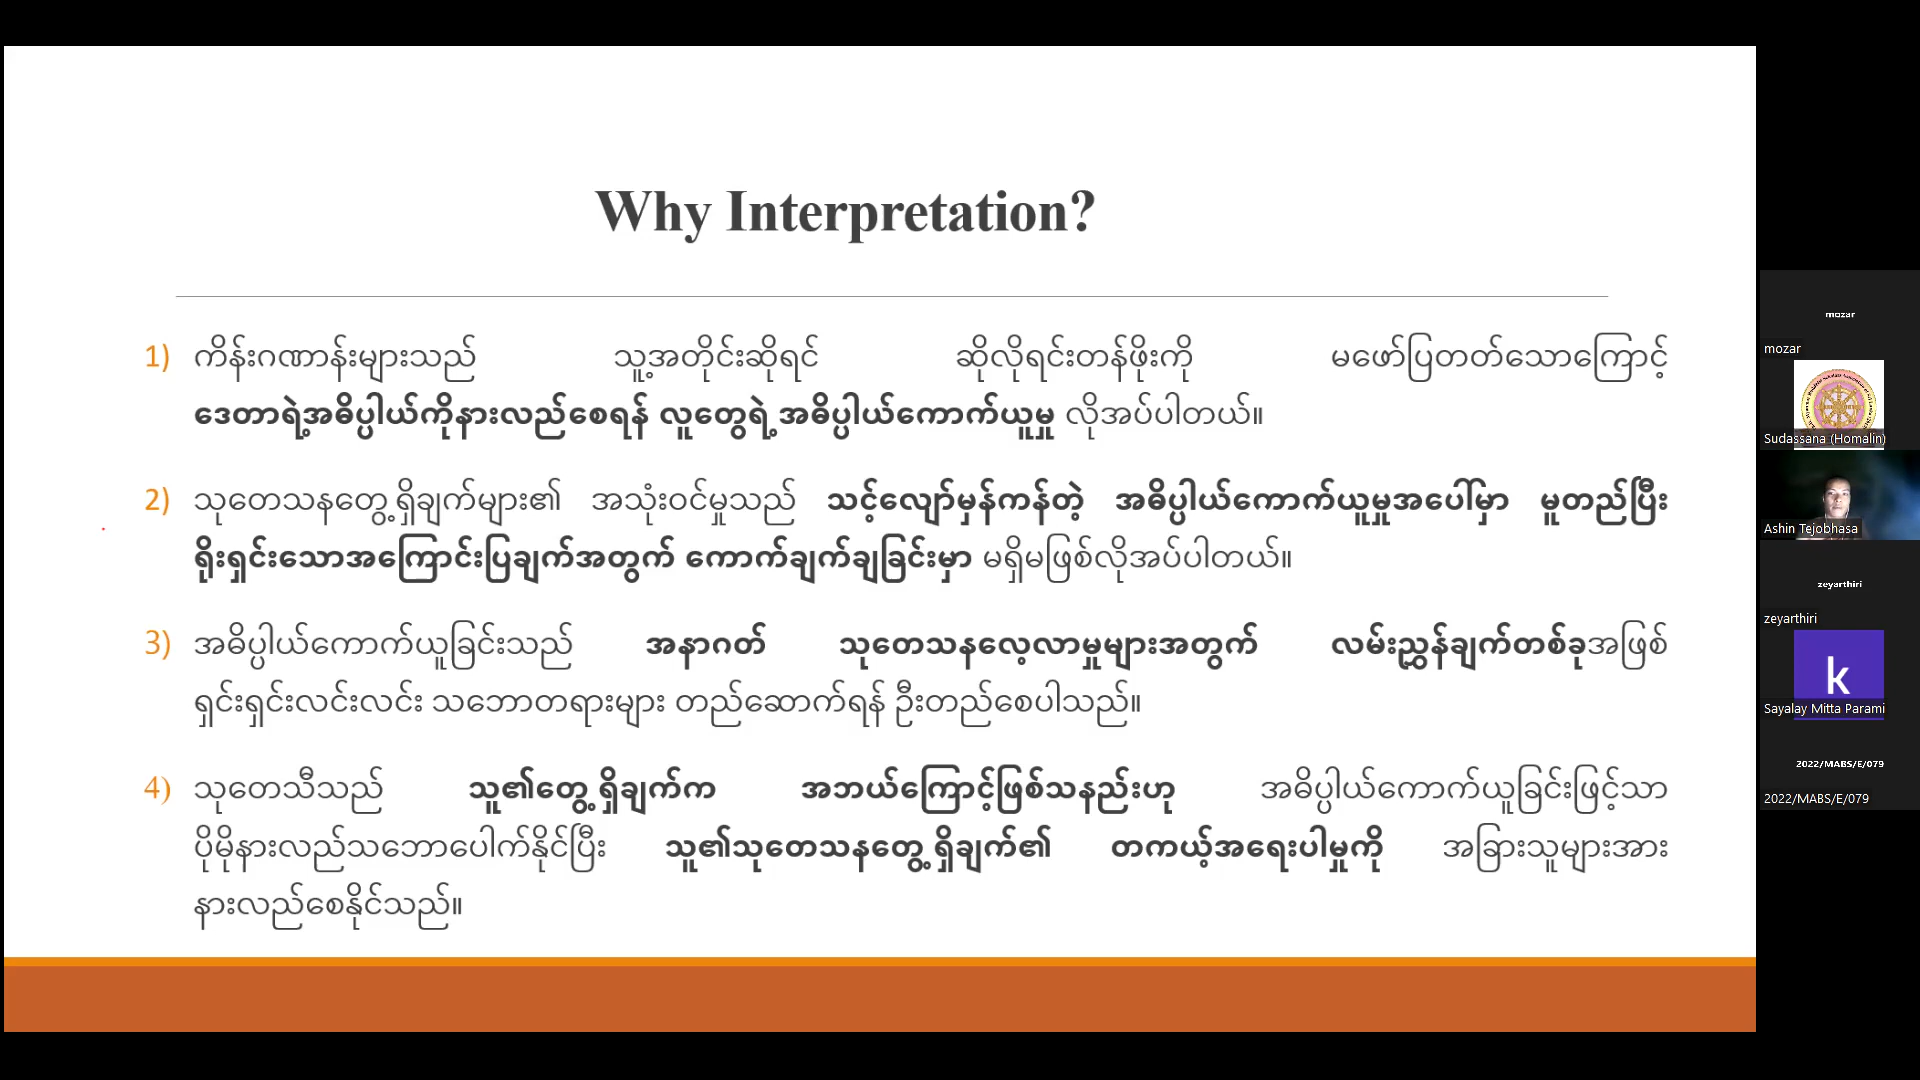 Why Interpretation?
1) ကိန်းဂဏာန်းများသည် သူ့အတိုင်းဆိုရင် ဆိုလိုရင်းတန်ဖိုးကို မဖော်ပြတတ်သောကြောင့်
ဒေတာရဲ့အဓိပ္ပါယ်ကိုနားလည်စေရန် လူတွေရဲ့အဓိပ္ပါယ်ကောက်ယူမှု လိုအပ်ပါတယ်။
2) သုတေသနတွေ့ရှိချက်များ၏ အသုံးဝင်မှုသည် သင့်လျော်မှန်ကန်တဲ့ အဓိပ္ပါယ်ကောက်ယူမှုအပေါ်မှာ မူတည်ပြီး
ရိုးရှင်းသောအကြောင်းပြချက်အတွက် ကောက်ချက်ချခြင်းမှာ မရှိမဖြစ်လိုအပ်ပါတယ်။
3) အဓိပ္ပါယ်ကောက်ယူခြင်းသည် အနာဂတ် သုတေသနလေ့လာမှုများအတွက် လမ်းညွှန်ချက်တစ်ခုအဖြစ်
ရှင်းရှင်းလင်းလင်း သဘောတရားများ တည်ဆောက်ရန် ဦးတည်စေပါသည်။
4) သုတေသီသည် သူ၏တွေ့ရှိချက်က အဘယ်ကြောင့်ဖြစ်သနည်းဟု အဓိပ္ပါယ်ကောက်ယူခြင်းဖြင့်သာ
ပိုမိုနားလည်သဘောပေါက်နိုင်ပြီး သူ၏သုတေသနတွေ့ရှိချက်၏ တကယ့်အရေးပါမှုကို အခြားသူများအား
နားလည်စေနိုင်သည်။
mozar
mozar
Sudassana (Homalin)
Ashin Tejobhasa
zeyarthiri
zeyarthiri
k
Sayalay Mitta Parami
2022/MABS/E/079
2022/MABS/E/079